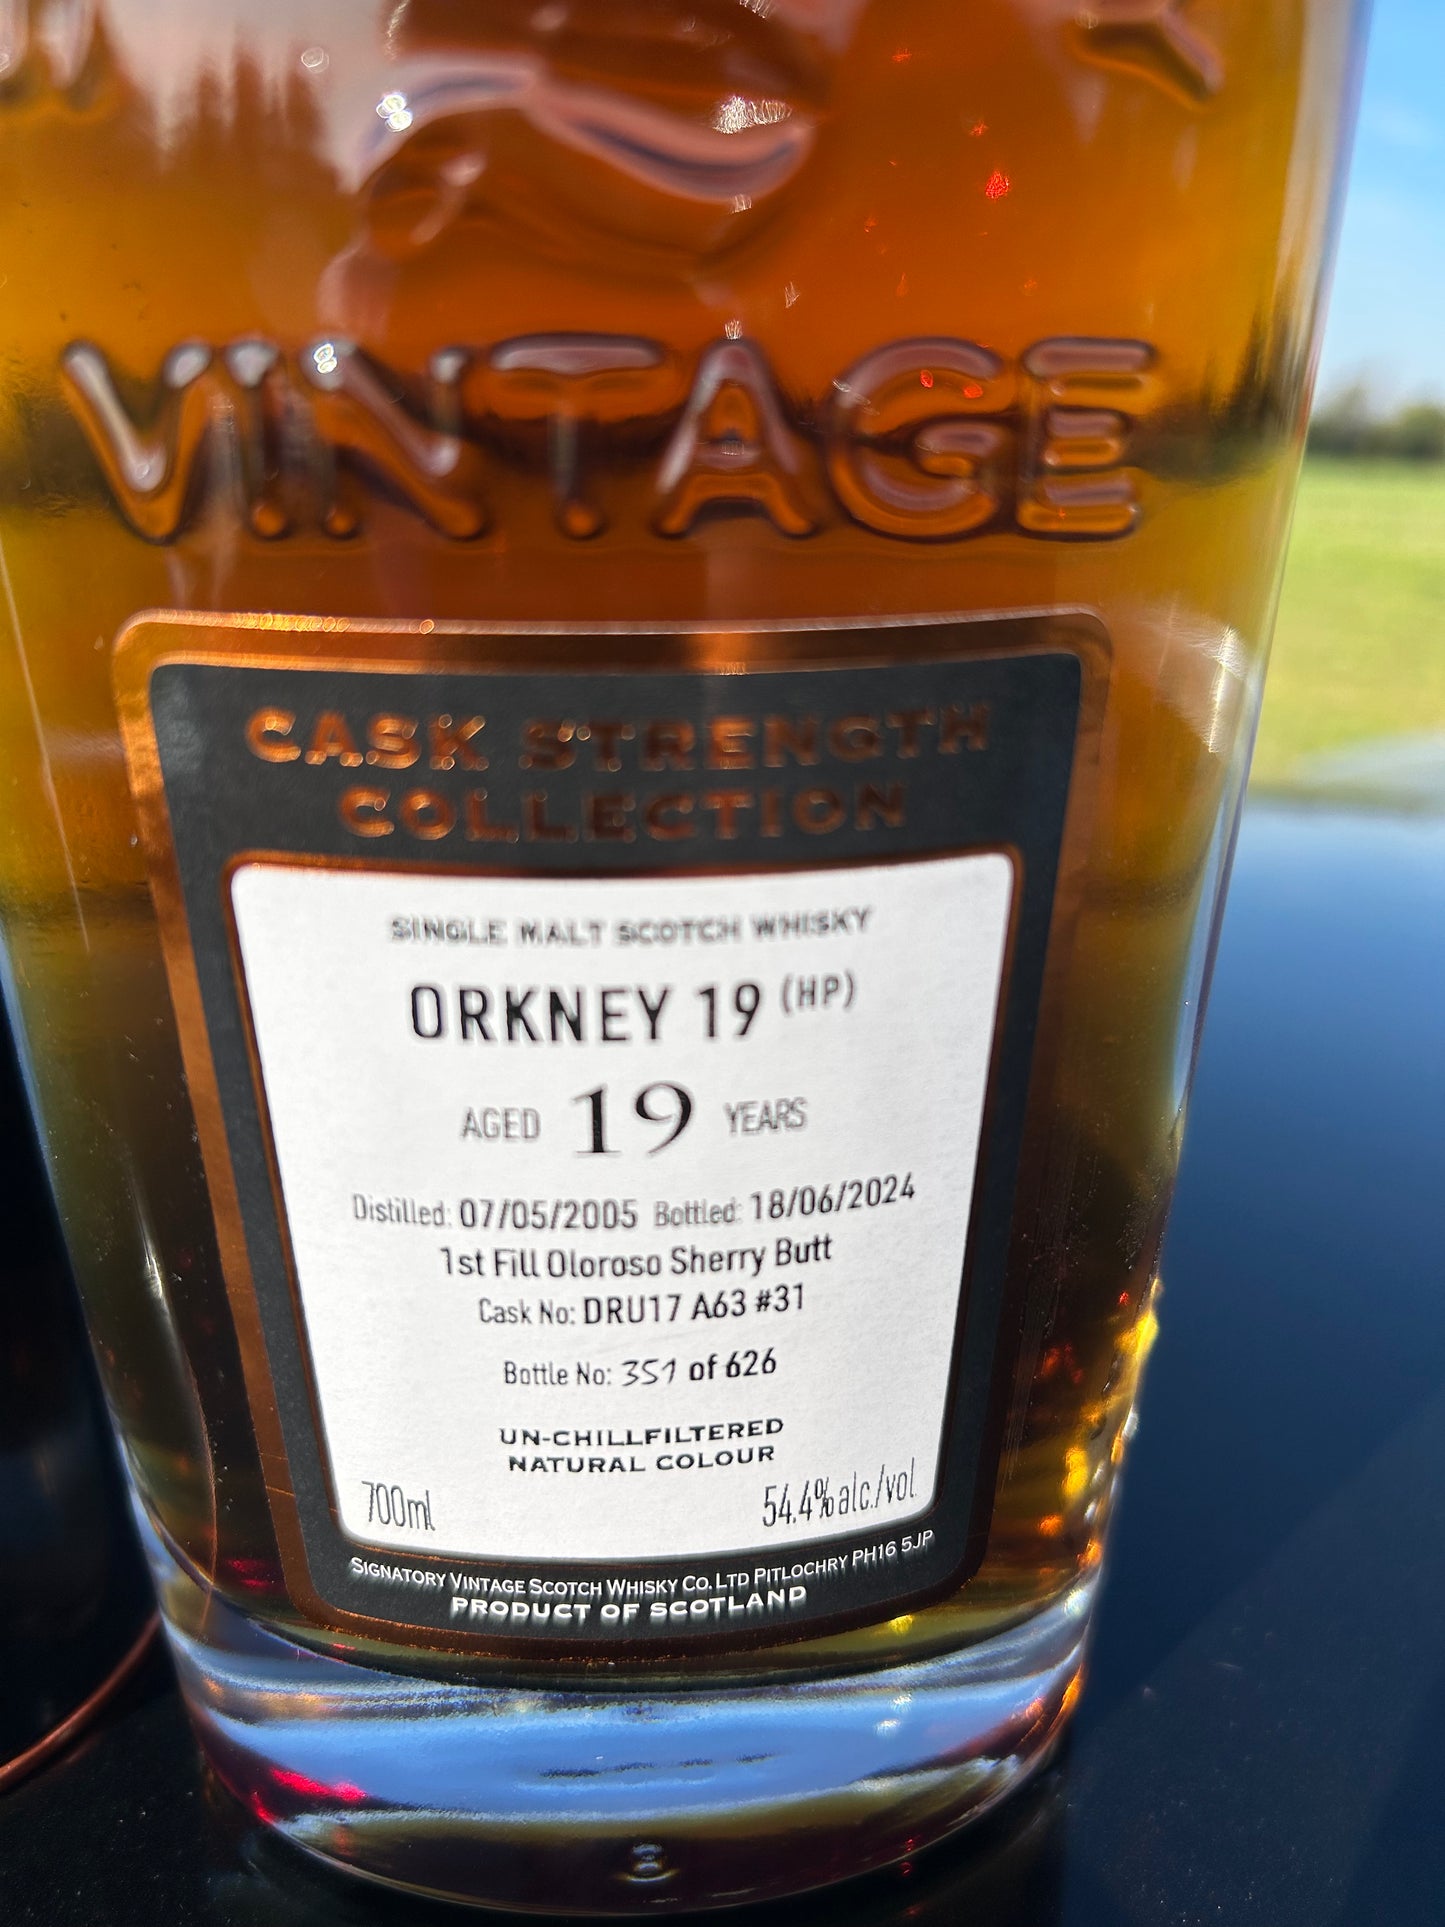 VINTAGE
CASK STRENGTH
COLLECTION
SINGLE MALT SCOTCH WHISKY
ORKNEY 19 (HP)
AGED 19 YEARS
Distilled: 07/05/2005 Bottled: 18/06/2024
1st Fill Oloroso Sherry Butt
Cask No: DRU17 A63 #31
Bottle No: 351 of 626
UN-CHILLFILTERED
NATURAL COLOUR
700ml 54.4%alc./vol.
SIGNATORY VINTAGE SCOTCH WHISKY CO. LTD PITLOCHRY PH16 5JP
PRODUCT OF SCOTLAND